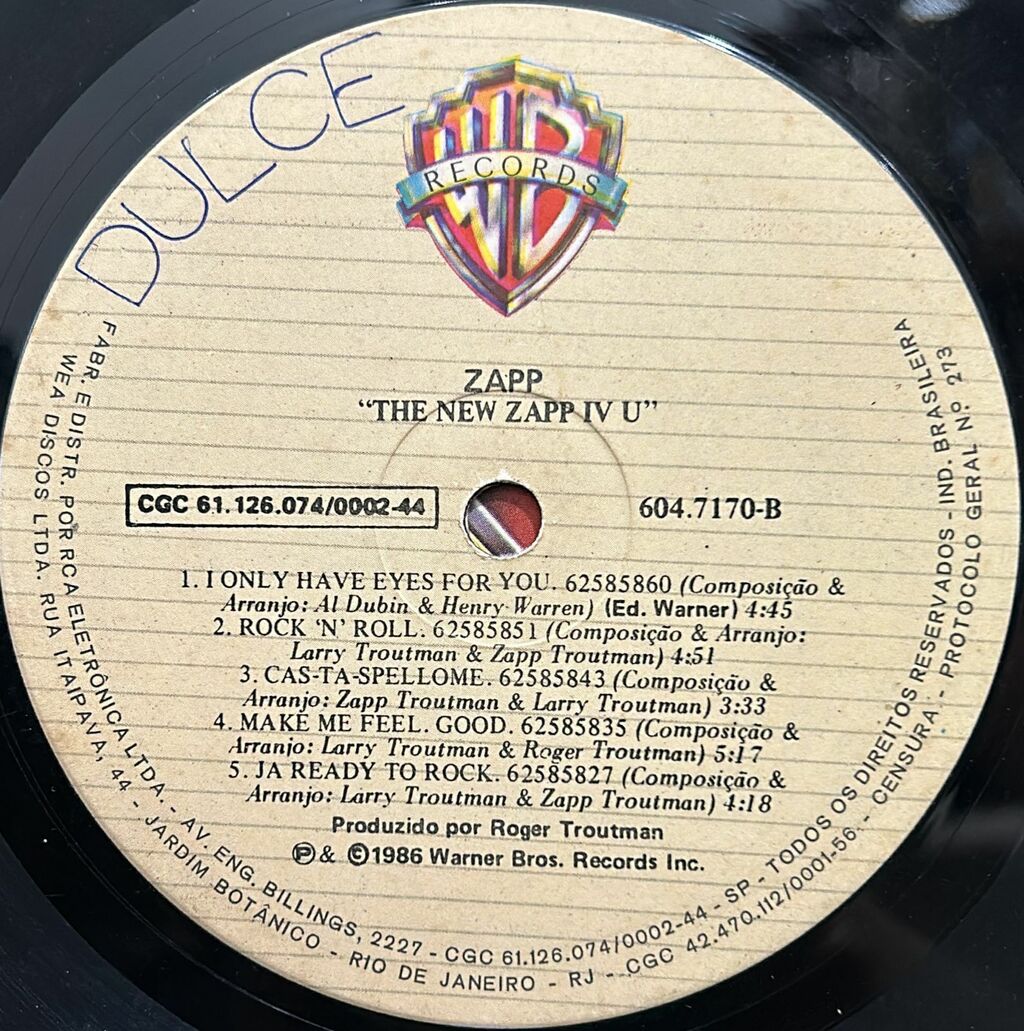 DULCE
WB
RECORDS
ZAPP
“THE NEW ZAPP IV U”
CGC 61.126.074/0002-44
604.7170-B
1. I ONLY HAVE EYES FOR YOU. 62585860 (Composição &
Arranjo: Al Dubin & Henry Warren) (Ed. Warner) 4:45
2. ROCK 'N' ROLL. 62585851 (Composição & Arranjo:
Larry Troutman & Zapp Troutman) 4:51
3. CAS-TA-SPELLOME. 62585843 (Composição &
Arranjo: Zapp Troutman & Larry Troutman) 3:33
4. MAKE ME FEEL. GOOD. 62585835 (Composição &
Arranjo: Larry Troutman & Roger Troutman) 5:17
5. JA READY TO ROCK. 62585827 (Composição &
Arranjo: Larry Troutman & Zapp Troutman) 4:18
Produzido por Roger Troutman
℗ & ©1986 Warner Bros. Records Inc.
FABR. E DISTR. POR RCA ELETRÔNICA LTDA. - AV. ENG. BILLINGS, 2227 - CGC 61.126.074/0002-44 - SP - TODOS OS DIREITOS RESERVADOS - IND. BRASILEIRA
WEA DISCOS LTDA. RUA ITAIPAVA, 44 - JARDIM BOTÂNICO - RIO DE JANEIRO - RJ - CGC 42.470.112/0001-56. - CENSURA. - PROTOCOLO GERAL Nº 273